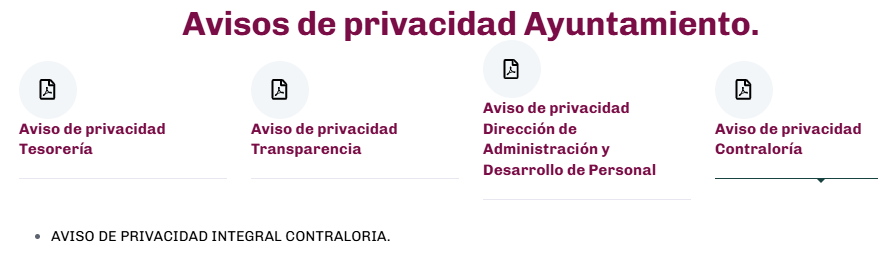 Avisos de privacidad Ayuntamiento.
Aviso de privacidad
Tesorería
Aviso de privacidad
Transparencia
Aviso de privacidad
Dirección de
Administración y
Desarrollo de Personal
Aviso de privacidad
Contraloría
AVISO DE PRIVACIDAD INTEGRAL CONTRALORIA.